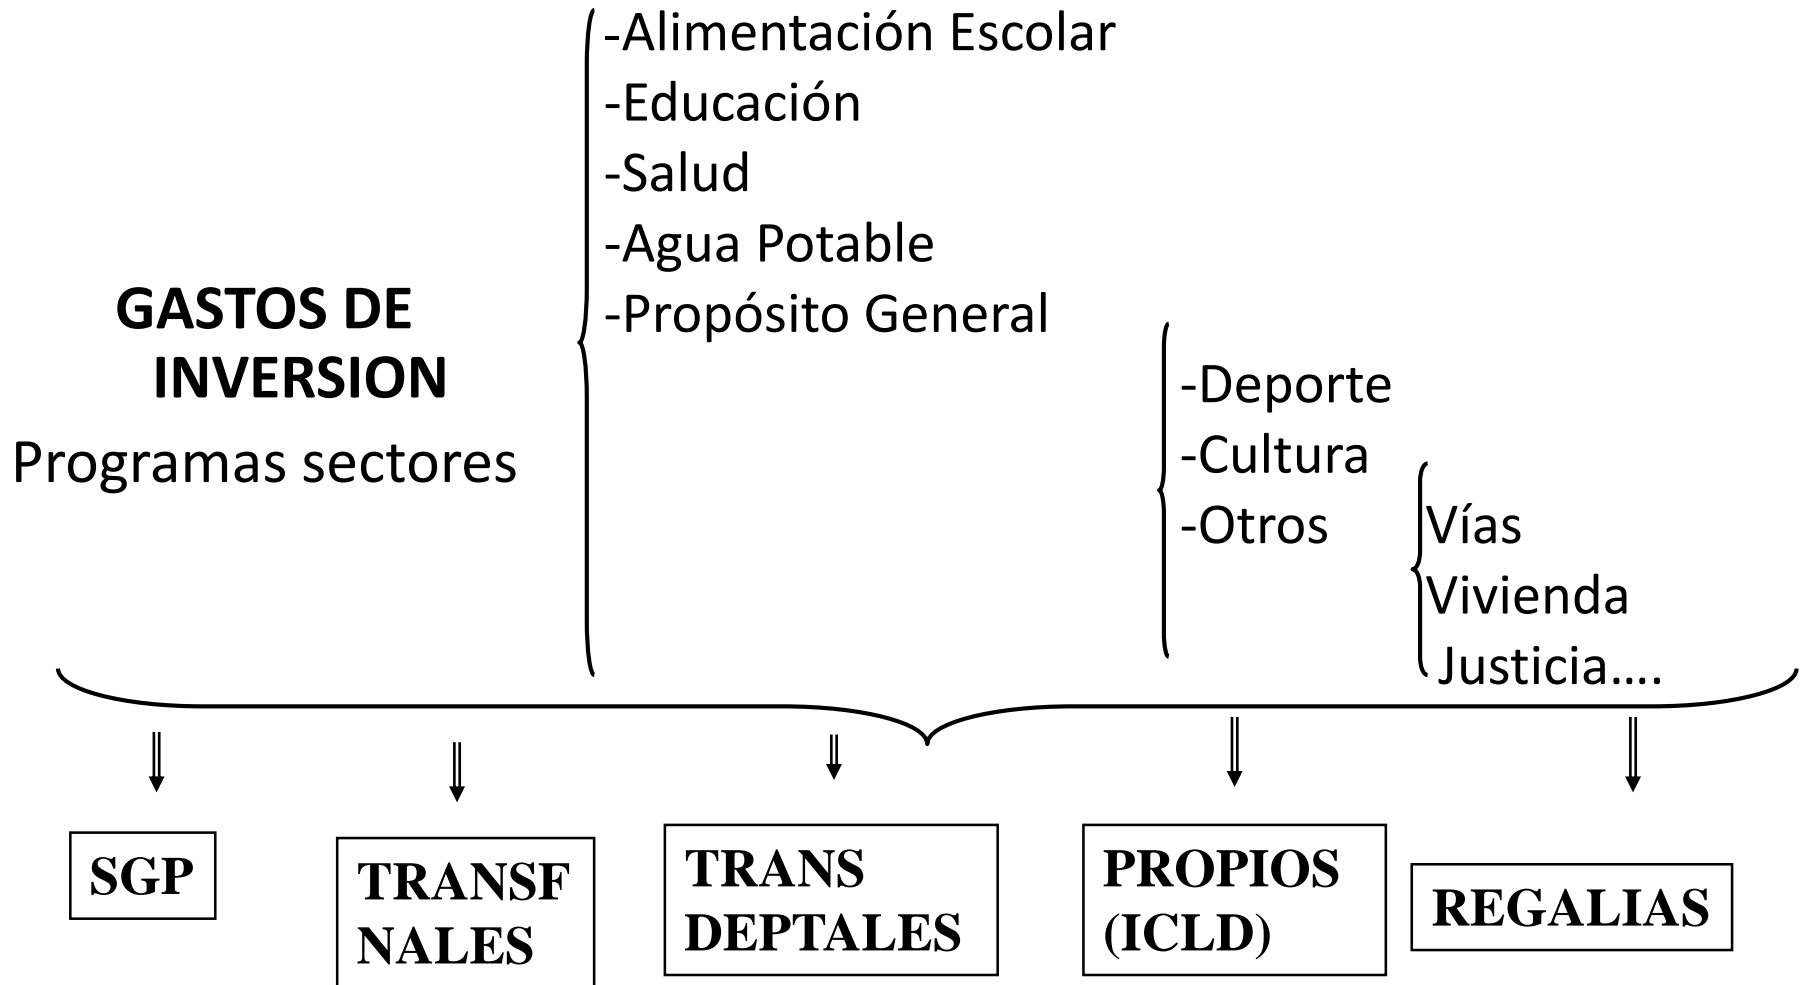 -Alimentación Escolar
-Educación
-Salud
-Agua Potable
-Propósito General
GASTOS DE
INVERSION
Programas sectores
-Deporte
-Cultura
-Otros
Vías
Vivienda
Justicia....
SGP
TRANSF
NALES
TRANS
DEPTALES
PROPIOS
(ICLD)
REGALIAS